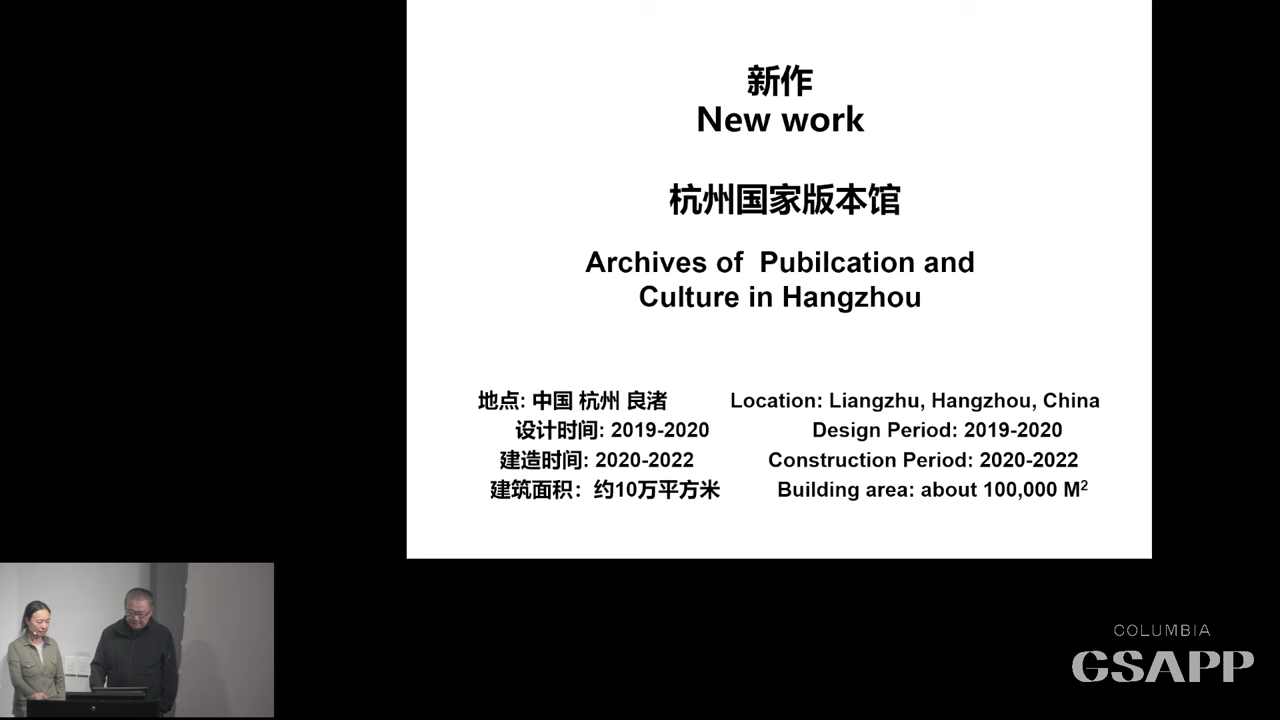 新作
New work
杭州国家版本馆
Archives of  Pubilcation and
Culture in Hangzhou
地点: 中国 杭州 良渚
设计时间: 2019-2020
建造时间: 2020-2022
建筑面积：约10万平方米
Location: Liangzhu, Hangzhou, China
Design Period: 2019-2020
Construction Period: 2020-2022
Building area: about 100,000 M²
COLUMBIA
GSAPP